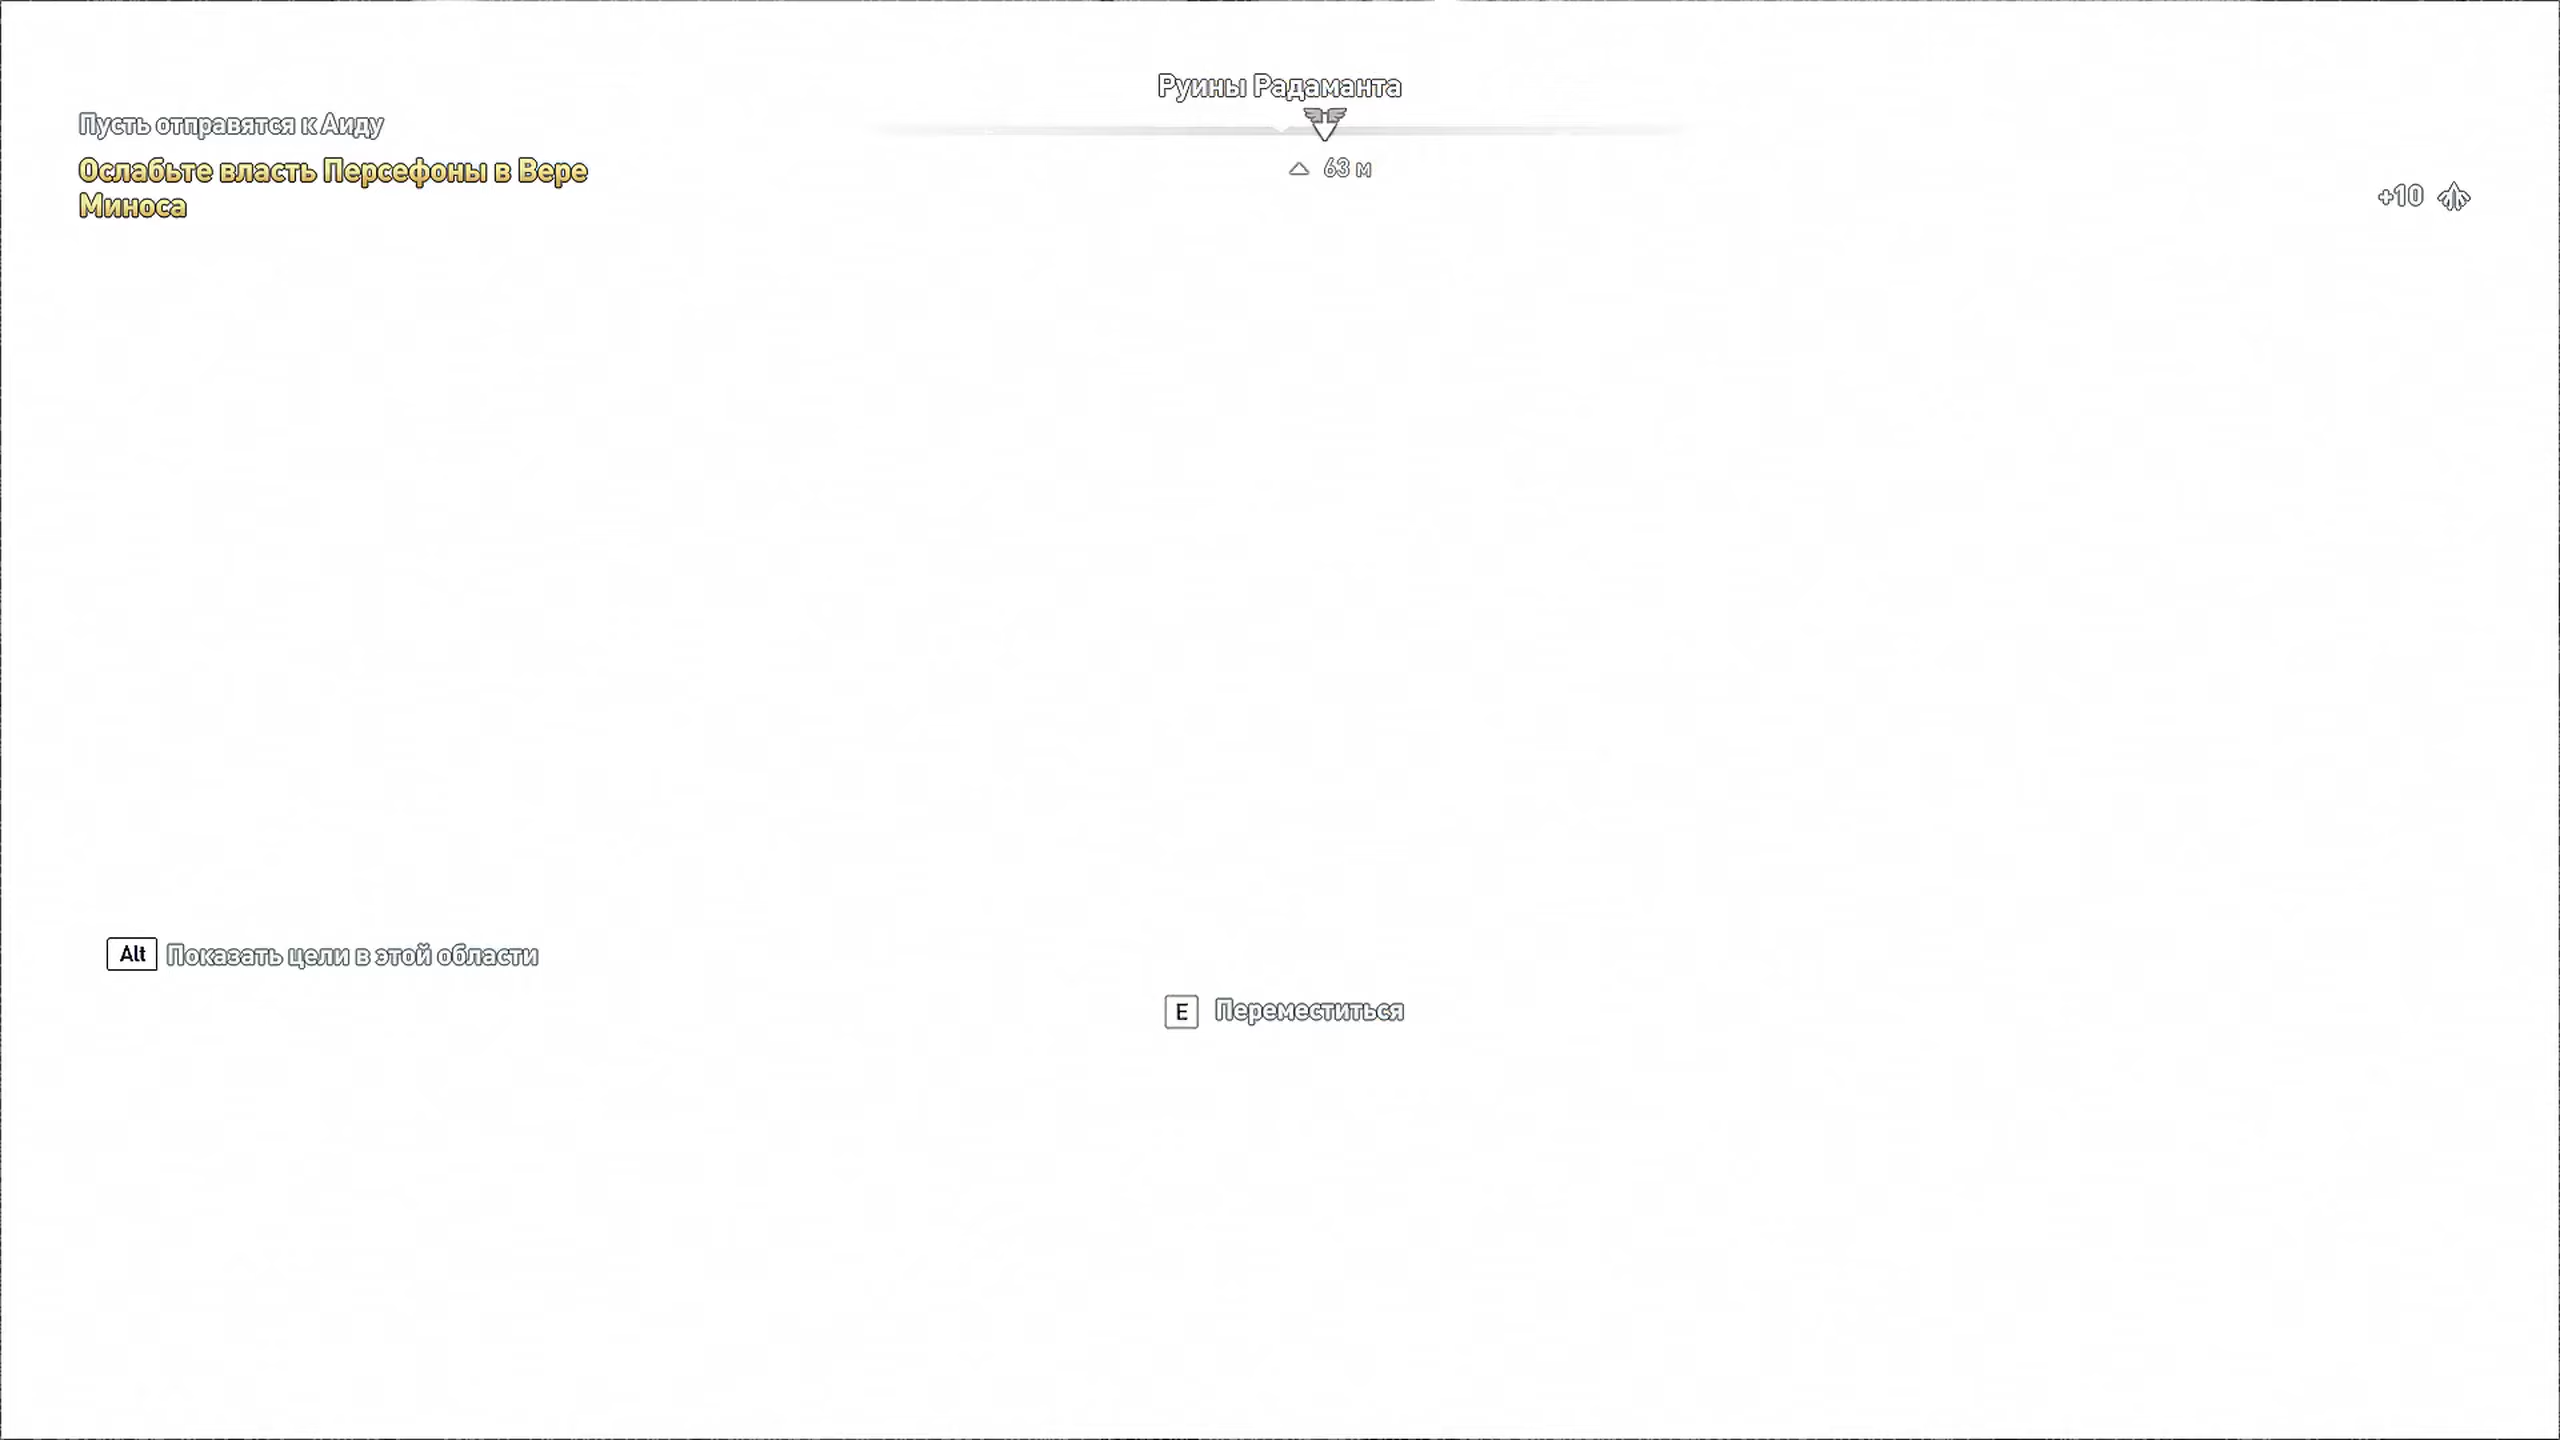 Руины Радаманта
Пусть отправятся к Аиду
Ослабьте власть Персефоны в Вере
Миноса
63 м
+10
Alt Показать цели в этой области
E Переместиться